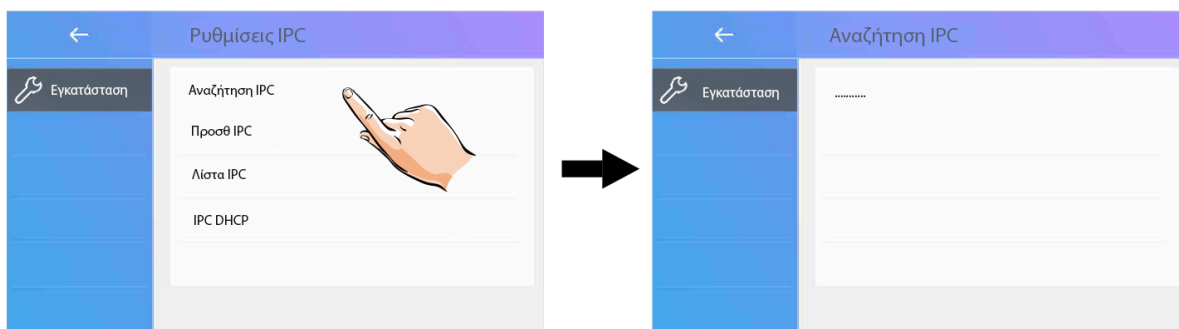 Ρυθμίσεις IPC
Εγκατάσταση
Αναζήτηση IPC
Προσθ IPC
Λίστα IPC
IPC DHCP
Αναζήτηση IPC
Εγκατάσταση
...........